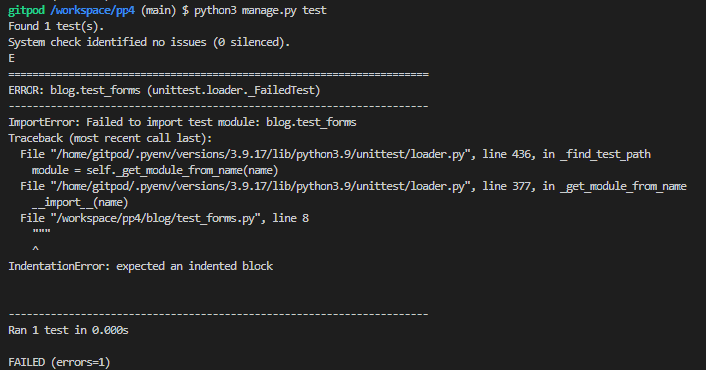 gitpod /workspace/pp4 (main) $ python3 manage.py test
Found 1 test(s).
System check identified no issues (0 silenced).
E
======================================================================
ERROR: blog.test_forms (unittest.loader._FailedTest)
----------------------------------------------------------------------
ImportError: Failed to import test module: blog.test_forms
Traceback (most recent call last):
  File "/home/gitpod/.pyenv/versions/3.9.17/lib/python3.9/unittest/loader.py", line 436, in _find_test_path
    module = self._get_module_from_name(name)
  File "/home/gitpod/.pyenv/versions/3.9.17/lib/python3.9/unittest/loader.py", line 377, in _get_module_from_name
    __import__(name)
  File "/workspace/pp4/blog/test_forms.py", line 8
    """
    ^
IndentationError: expected an indented block
----------------------------------------------------------------------
Ran 1 test in 0.000s
FAILED (errors=1)